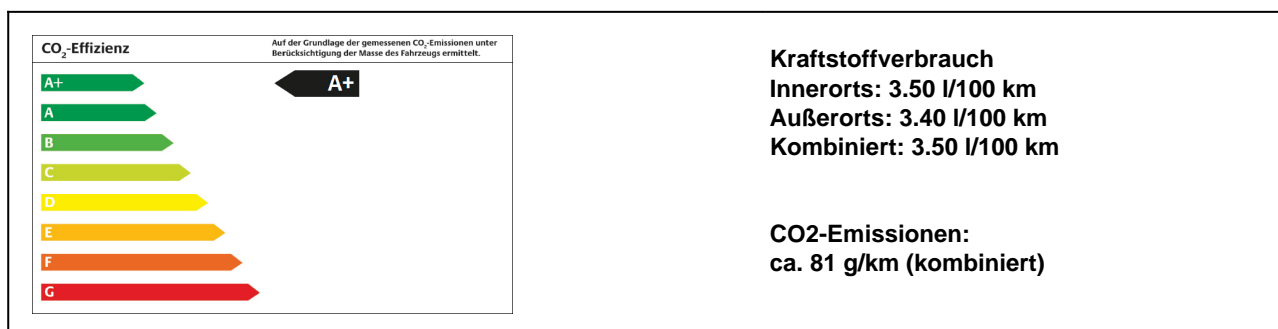 CO2-Effizienz
Auf der Grundlage der gemessenen CO2-Emissionen unter
Berücksichtigung der Masse des Fahrzeugs ermittelt.
A+
A+
A
B
C
D
E
F
G
Kraftstoffverbrauch
Innerorts: 3.50 l/100 km
Außerorts: 3.40 l/100 km
Kombiniert: 3.50 l/100 km
CO2-Emissionen:
ca. 81 g/km (kombiniert)